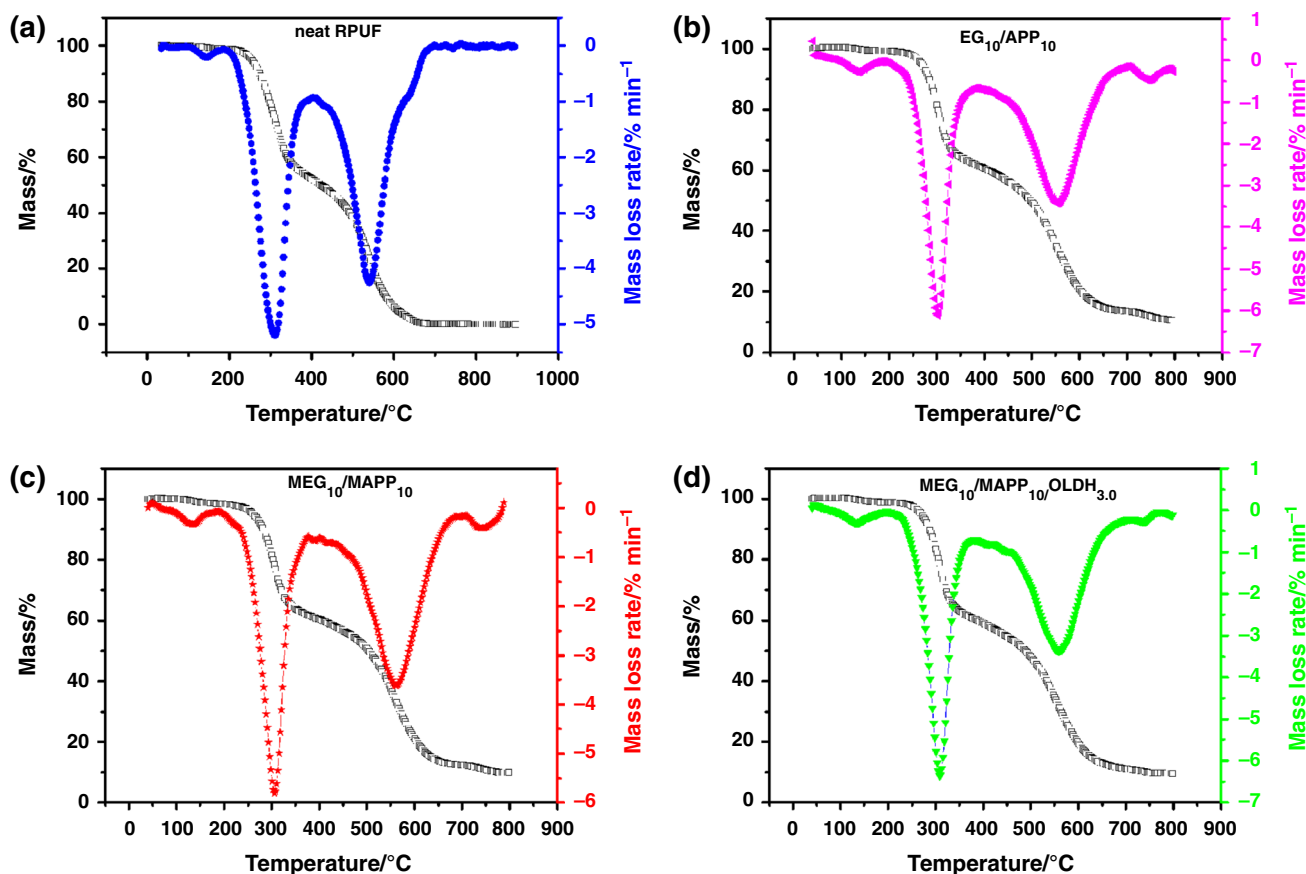 (a)
neat RPUF
100
80
60
40
20
0
Mass/%
0
−1
−2
−3
−4
−5
Mass loss rate/% min⁻¹
0 200 400 600 800 1000
Temperature/°C
(b)
EG₁₀/APP₁₀
100
80
60
40
20
0
Mass/%
1
0
−1
−2
−3
−4
−5
−6
−7
Mass loss rate/% min⁻¹
0 100 200 300 400 500 600 700 800 900
Temperature/°C
(c)
MEG₁₀/MAPP₁₀
100
80
60
40
20
0
Mass/%
0
−1
−2
−3
−4
−5
−6
Mass loss rate/% min⁻¹
0 100 200 300 400 500 600 700 800 900
Temperature/°C
(d)
MEG₁₀/MAPP₁₀/OLDH₃.₀
100
80
60
40
20
0
Mass/%
1
0
−1
−2
−3
−4
−5
−6
−7
Mass loss rate/% min⁻¹
0 100 200 300 400 500 600 700 800 900
Temperature/°C